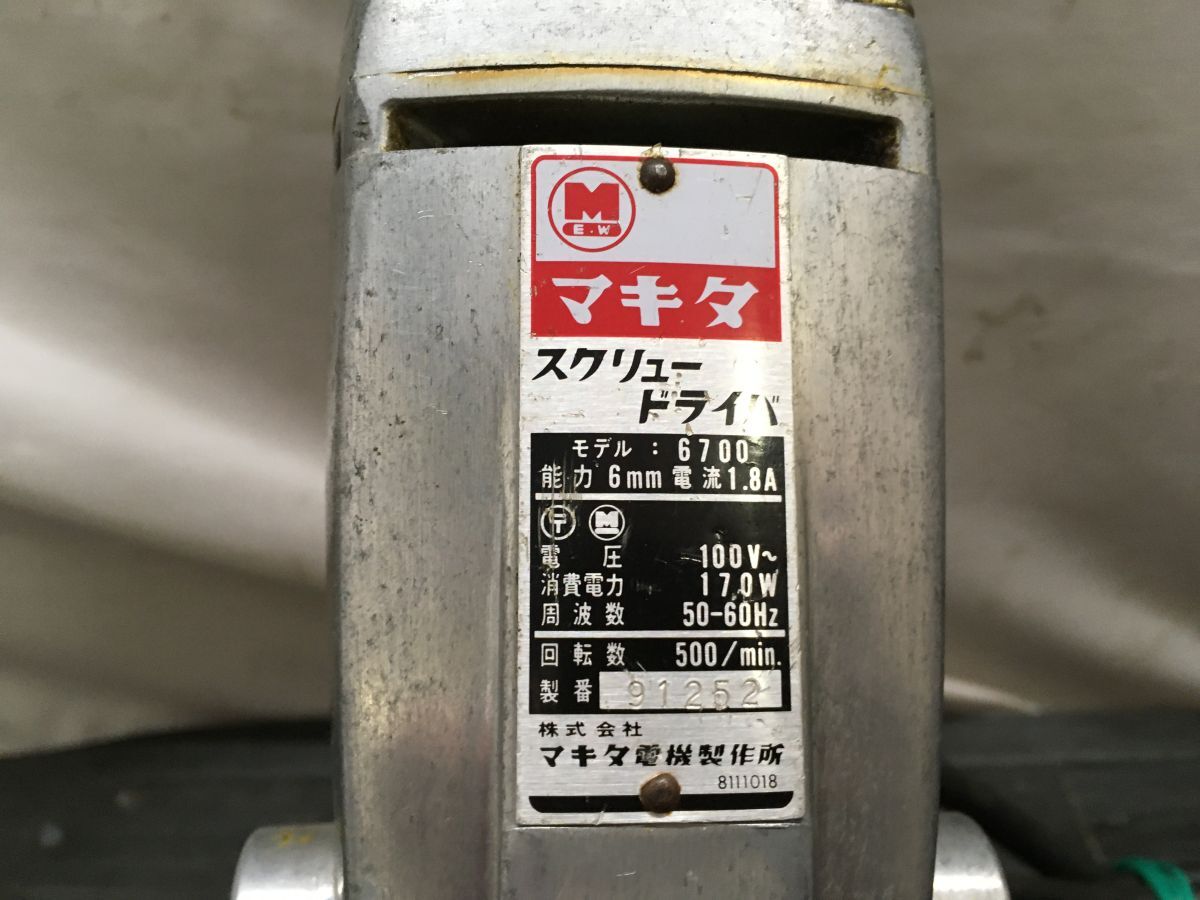 M
E.W
マキタ
スクリュー
ドライバ
モデル : 6700
能力 6mm 電流1.8A
〒 M
電圧 100V~
消費電力 170W
周波数 50-60Hz
回転数 500/min.
製番 91252
株式会社
マキタ電機製作所
8111018